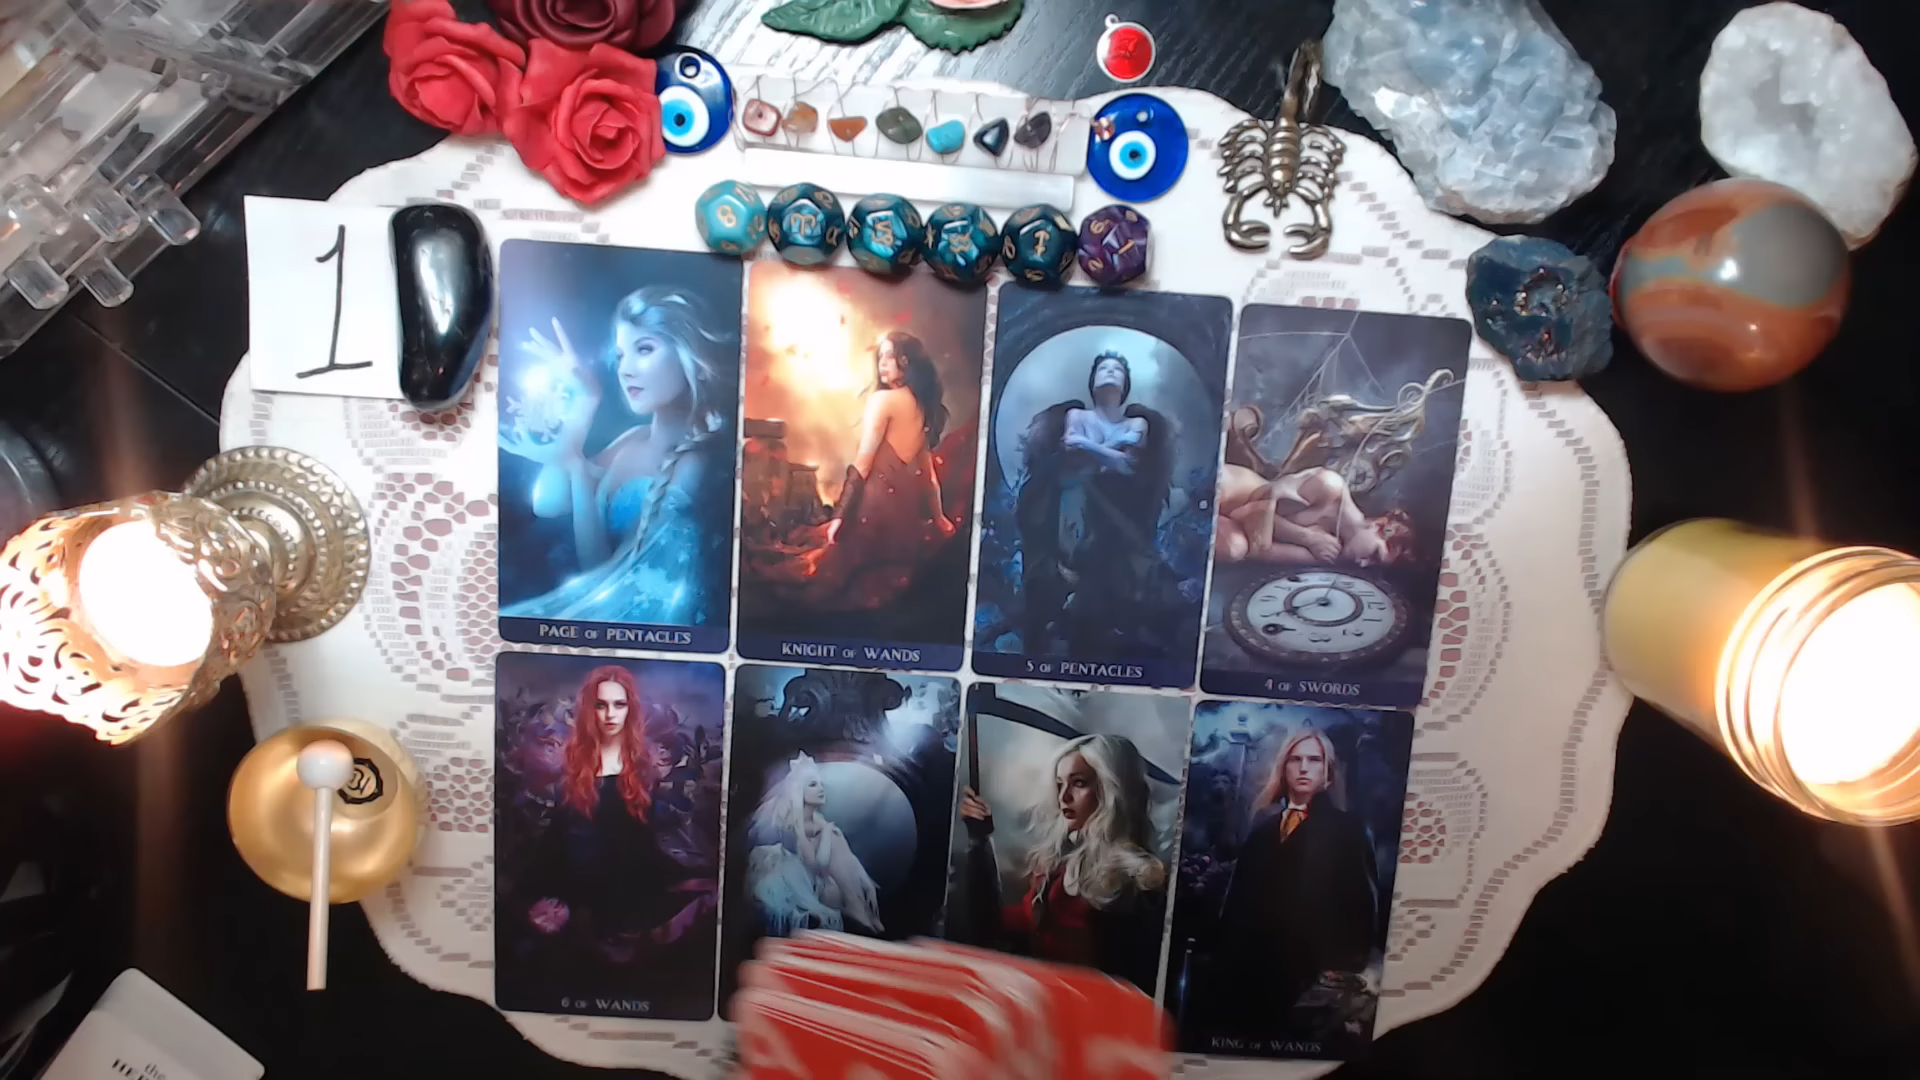 1
PAGE OF PENTACLES
KNIGHT OF WANDS
5 OF PENTACLES
4 OF SWORDS
6 OF WANDS
KING OF WANDS
the